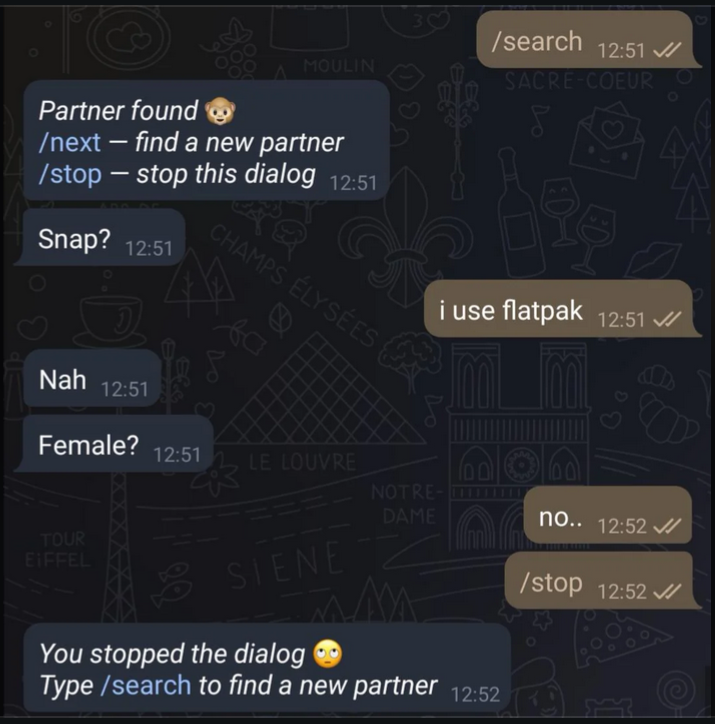 /search 12:51
MOULIN
SACRE-COEUR
Partner found 🐵
/next — find a new partner
/stop — stop this dialog 12:51
Snap? 12:51
CHAMPS ÉLYSÉES
i use flatpak 12:51
Nah 12:51
Female? 12:51
LE LOUVRE
NOTRE-
DAME
no.. 12:52
TOUR
EiFFEL
SIENE
/stop 12:52
You stopped the dialog 🙄
Type /search to find a new partner 12:52